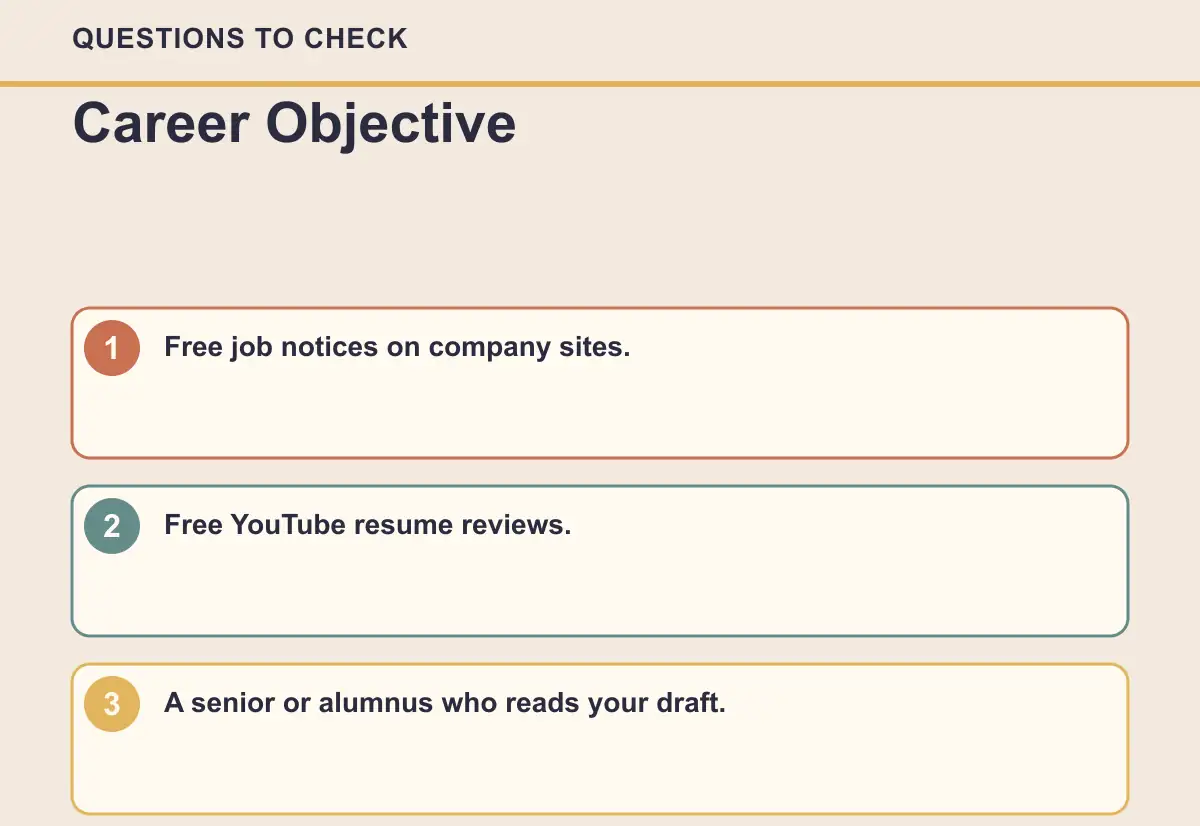 QUESTIONS TO CHECK
Career Objective
1 Free job notices on company sites.
2 Free YouTube resume reviews.
3 A senior or alumnus who reads your draft.